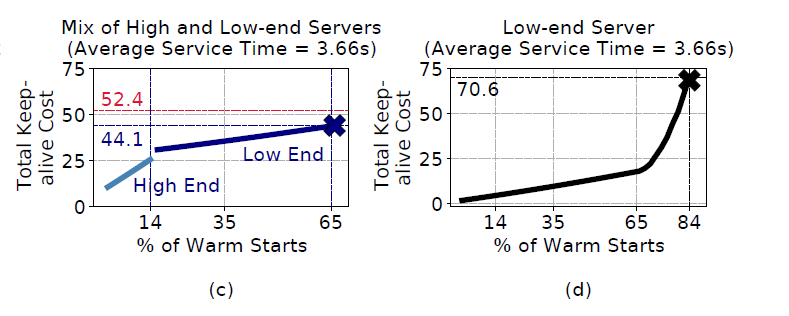 Mix of High and Low-end Servers
(Average Service Time = 3.66s)
Total Keep-
alive Cost
75
50
25
0
52.4
44.1
Low End
High End
14
35
65
% of Warm Starts
(c)
Low-end Server
(Average Service Time = 3.66s)
Total Keep-
alive Cost
75
50
25
0
70.6
14
35
65
84
% of Warm Starts
(d)